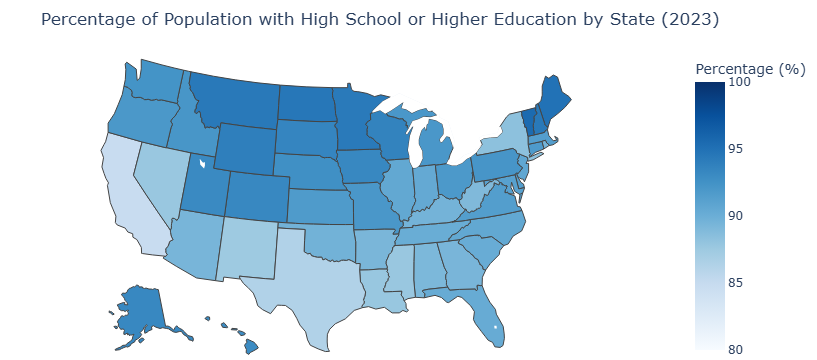 Percentage of Population with High School or Higher Education by State (2023)
Percentage (%)
100
95
90
85
80